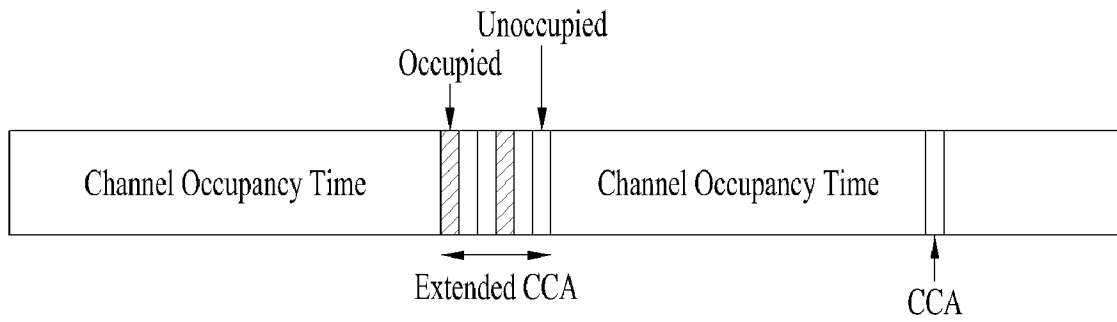 Unoccupied
Occupied
Channel Occupancy Time
Channel Occupancy Time
Extended CCA
CCA